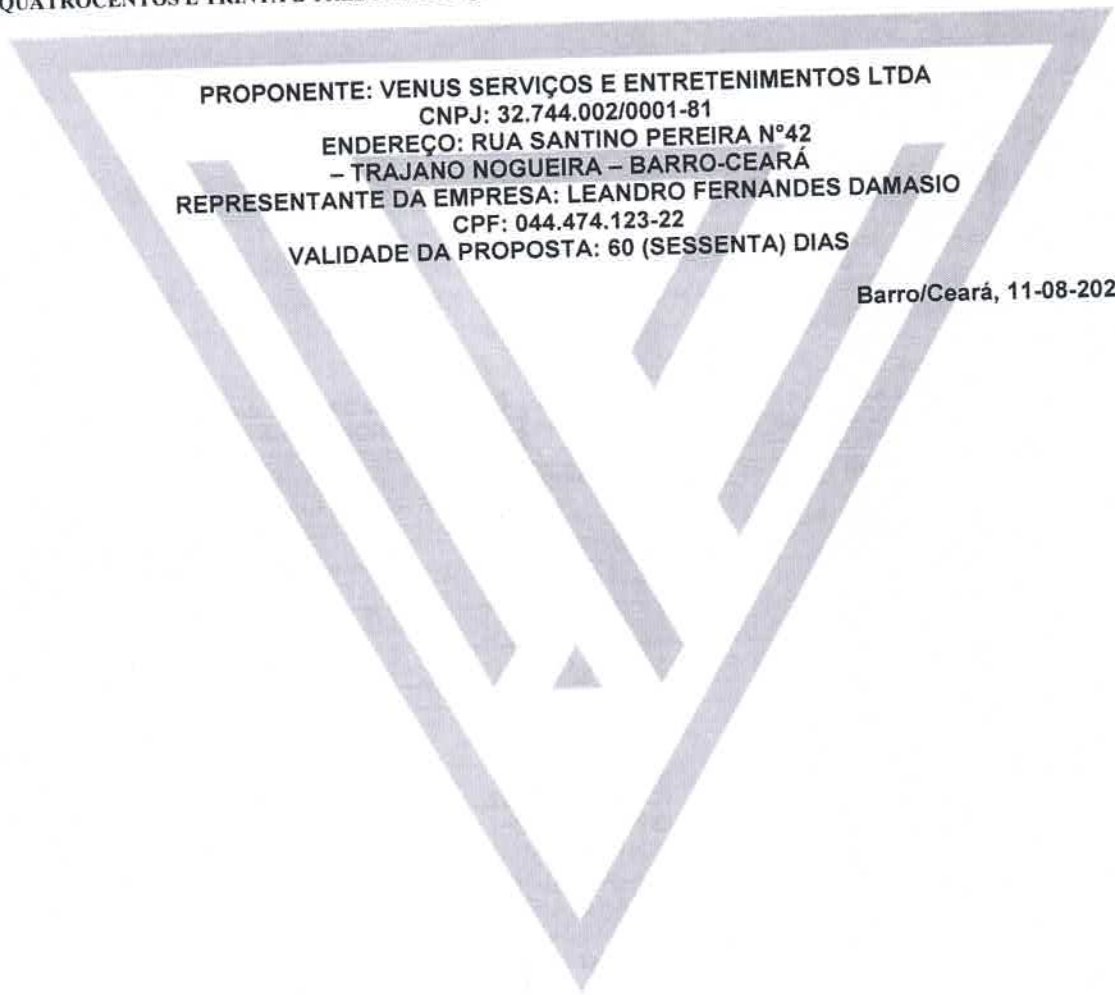 QUATROCENTOS E TRINTA E
PROPONENTE: VENUS SERVIÇOS E ENTRETENIMENTOS LTDA
CNPJ: 32.744.002/0001-81
ENDEREÇO: RUA SANTINO PEREIRA N°42
– TRAJANO NOGUEIRA – BARRO-CEARÁ
REPRESENTANTE DA EMPRESA: LEANDRO FERNANDES DAMASIO
CPF: 044.474.123-22
VALIDADE DA PROPOSTA: 60 (SESSENTA) DIAS
Barro/Ceará, 11-08-202